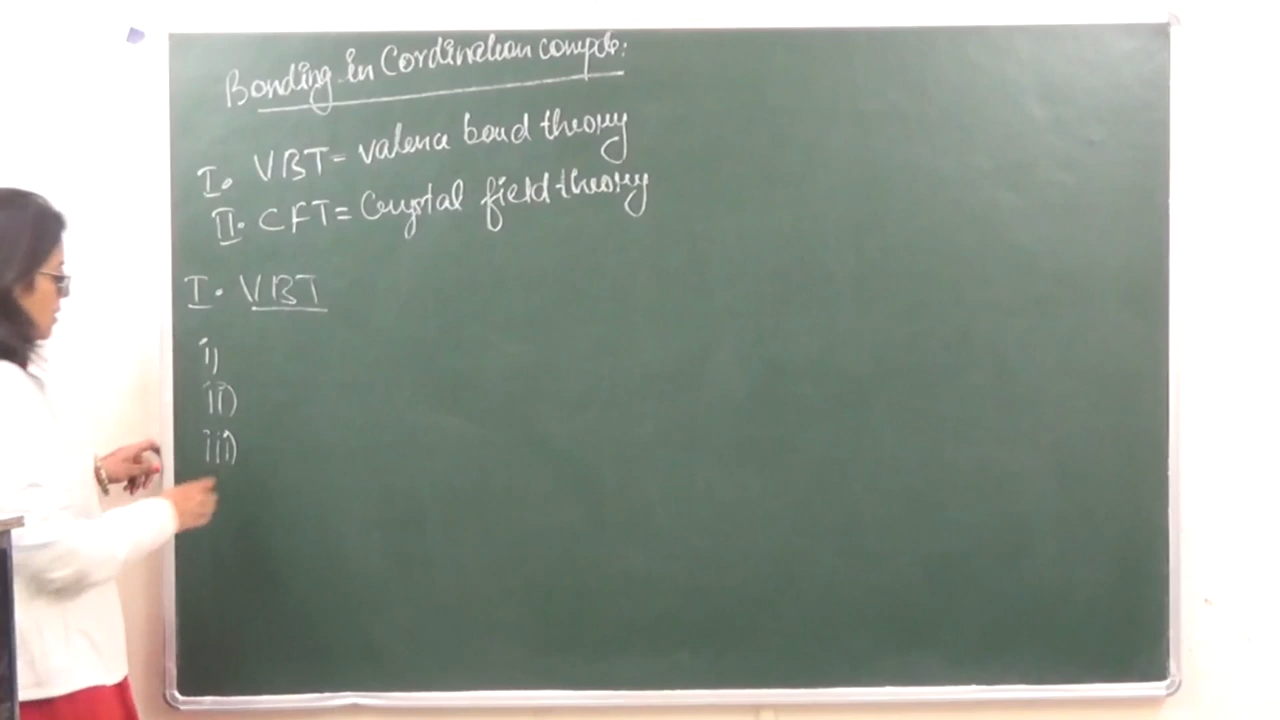 Bonding in Cordination compds.
I. VBT = valence bond theory
II. CFT = Crystal field theory
I. VBT
i)
ii)
iii)